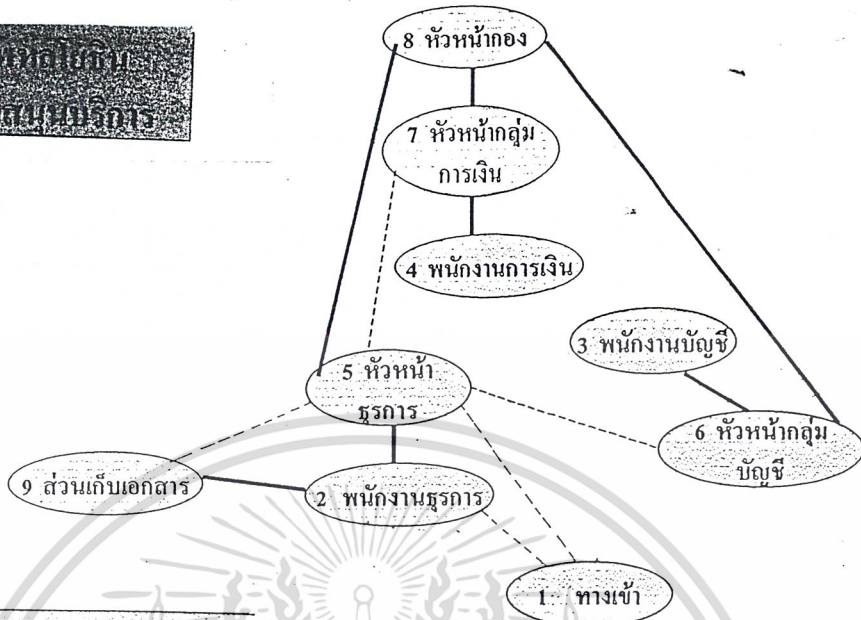 8 หัวหน้ากอง
7 หัวหน้ากลุ่ม
การเงิน
4 พนักงานการเงิน
3 พนักงานบัญชี
5 หัวหน้า
ธุรการ
6 หัวหน้ากลุ่ม
บัญชี
9 ส่วนเก็บเอกสาร
2 พนักงานธุรการ
1 ทางเข้า